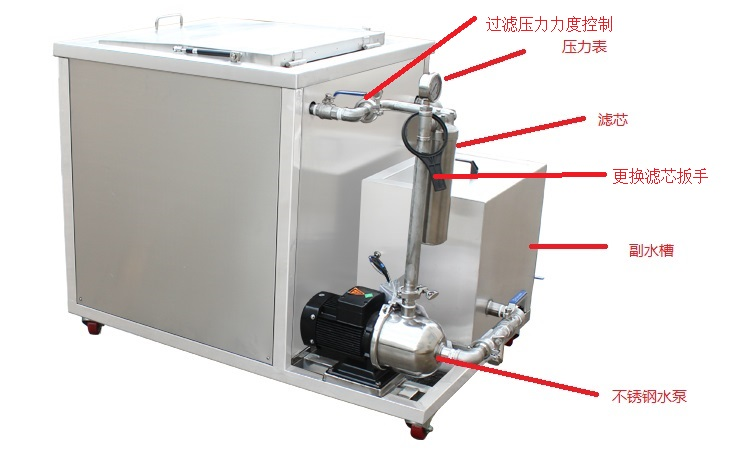 过滤压力力度控制
压力表
滤芯
更换滤芯扳手
副水槽
不锈钢水泵